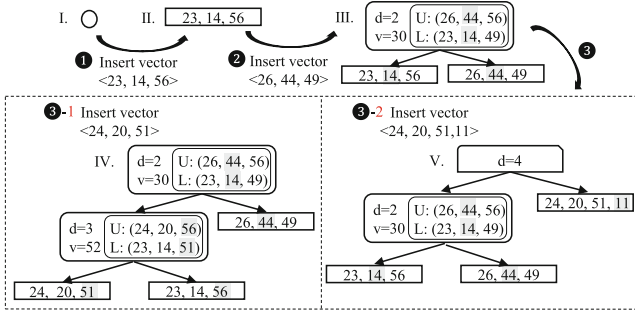 I.
II.
23, 14, 56
III.
d=2
v=30
U: (26, 44, 56)
L: (23, 14, 49)
23, 14, 56
26, 44, 49
1 Insert vector
<23, 14, 56>
2 Insert vector
<26, 44, 49>
3
3-1 Insert vector
<24, 20, 51>
IV.
d=2
v=30
U: (26, 44, 56)
L: (23, 14, 49)
d=3
v=52
U: (24, 20, 56)
L: (23, 14, 51)
26, 44, 49
24, 20, 51
23, 14, 56
3-2 Insert vector
<24, 20, 51,11>
V.
d=4
d=2
v=30
U: (26, 44, 56)
L: (23, 14, 49)
24, 20, 51, 11
23, 14, 56
26, 44, 49